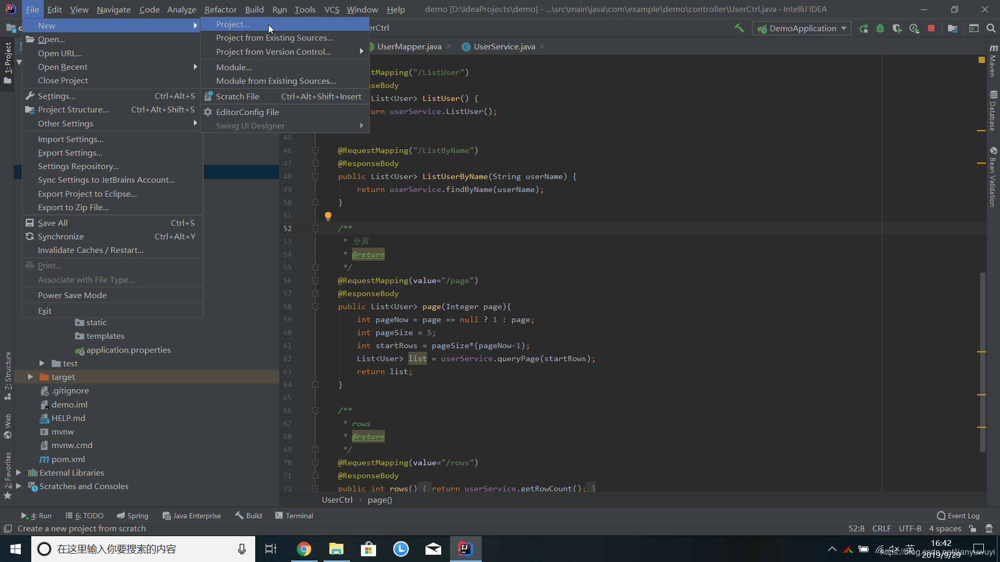 File Edit View Navigate Code Analyze Refactor Build Run Tools VCS Window Help demo [D:\IdeaProjects\demo] - ...\src\main\java\com\example\demo\controller\UserCtrl.java - IntelliJ IDEA
DemoApplication
New
Open...
Open URL...
Open Recent
Close Project
Settings... Ctrl+Alt+S
Project Structure... Ctrl+Alt+Shift+S
Other Settings
Import Settings...
Export Settings...
Settings Repository...
Sync Settings to JetBrains Account...
Export Project to Eclipse...
Export to Zip File...
Save All Ctrl+S
Synchronize Ctrl+Alt+Y
Invalidate Caches / Restart...
Print...
Associate with File Type...
Power Save Mode
Exit
Project...
Project from Existing Sources...
Project from Version Control...
Module...
Module from Existing Sources...
Scratch File Ctrl+Alt+Shift+Insert
EditorConfig File
Swing UI Designer
erCtrl
UserMapper.java UserService.java
1: Project
7: Structure
Web
2: Favorites
static
templates
application.properties
test
target
.gitignore
demo.iml
HELP.md
mvnw
mvnw.cmd
pom.xml
External Libraries
Scratches and Consoles
stMapping("/ListUser")
seBody
List<User> ListUser() {
urn userService.ListUser();
45
46 @RequestMapping("/ListByName")
47 @ResponseBody
48 public List<User> ListUserByName(String userName) {
49 return userService.findByName(userName);
50 }
51
52 /**
53 * 分页
54 * @return
55 */
56 @RequestMapping(value="/page")
57 @ResponseBody
58 public List<User> page(Integer page){
59 int pageNow = page == null ? 1 : page;
60 int pageSize = 5;
61 int startRows = pageSize*(pageNow-1);
62 List<User> list = userService.queryPage(startRows);
63 return list;
64 }
65
66 /**
67 * rows
68 * @return
69 */
70 @RequestMapping(value="/rows")
71 @ResponseBody
72 public int rows() { return userService.getRowCount(); }
UserCtrl page()
Maven
Database
Bean Validation
4: Run 6: TODO Spring Java Enterprise Build Terminal Event Log
Create a new project from scratch 52:8 CRLF UTF-8 4 spaces
在这里输入你要搜索的内容
英
16:42
2019/9/29
https://blog.csdn.net/jianyuwuyi